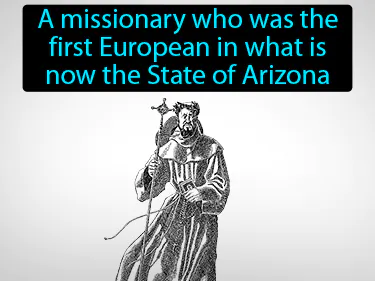 A missionary who was the
first European in what is
now the State of Arizona